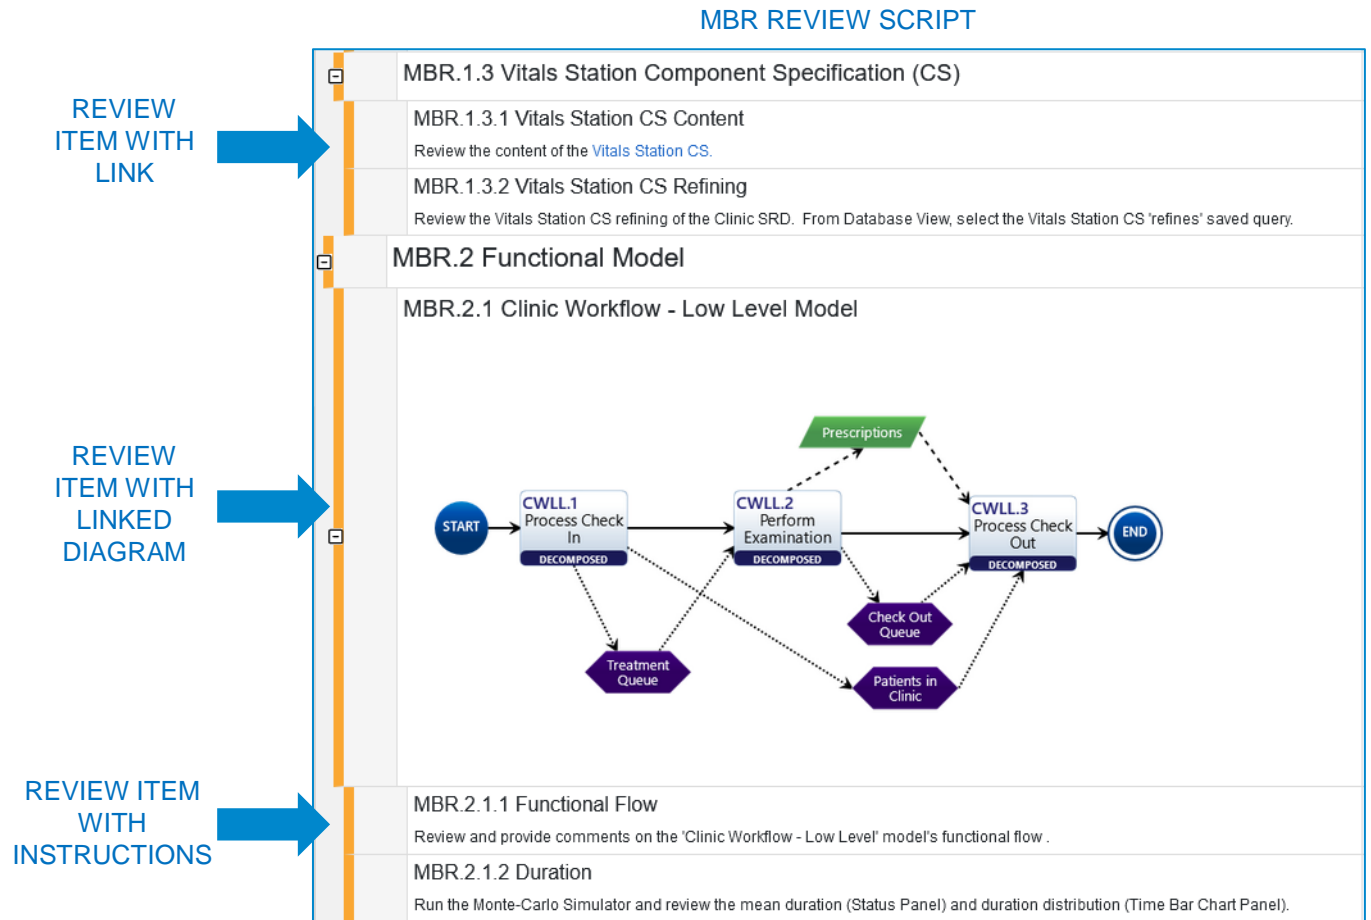 MBR REVIEW SCRIPT
MBR.1.3 Vitals Station Component Specification (CS)
REVIEW
ITEM WITH
LINK
MBR.1.3.1 Vitals Station CS Content
Review the content of the Vitals Station CS.
MBR.1.3.2 Vitals Station CS Refining
Review the Vitals Station CS refining of the Clinic SRD. From Database View, select the Vitals Station CS 'refines' saved query.
MBR.2 Functional Model
MBR.2.1 Clinic Workflow - Low Level Model
REVIEW
ITEM WITH
LINKED
DIAGRAM
Prescriptions
START
CWLL.1
Process Check
In
DECOMPOSED
CWLL.2
Perform
Examination
DECOMPOSED
CWLL.3
Process Check
Out
DECOMPOSED
END
Check Out
Queue
Treatment
Queue
Patients in
Clinic
REVIEW ITEM
WITH
INSTRUCTIONS
MBR.2.1.1 Functional Flow
Review and provide comments on the 'Clinic Workflow - Low Level' model's functional flow .
MBR.2.1.2 Duration
Run the Monte-Carlo Simulator and review the mean duration (Status Panel) and duration distribution (Time Bar Chart Panel).